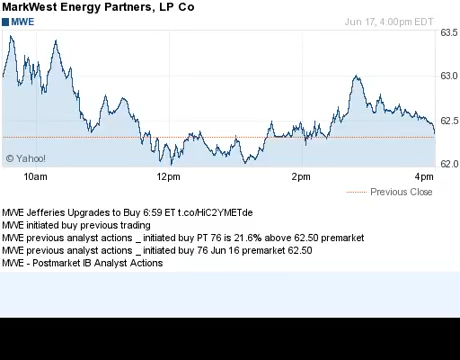 MarkWest Energy Partners, LP Co
MWE
Jun 17, 4:00pm EDT
63.5
63.0
62.5
62.0
© Yahoo!
10am
12pm
2pm
4pm
Previous Close
MWE Jefferies Upgrades to Buy 6:59 ET t.co/HiC2YMETde
MWE initiated buy previous trading
MWE previous analyst actions _ initiated buy PT 76 is 21.6% above 62.50 premarket
MWE previous analyst actions _ initiated buy 76 Jun 16 premarket 62.50
MWE - Postmarket IB Analyst Actions